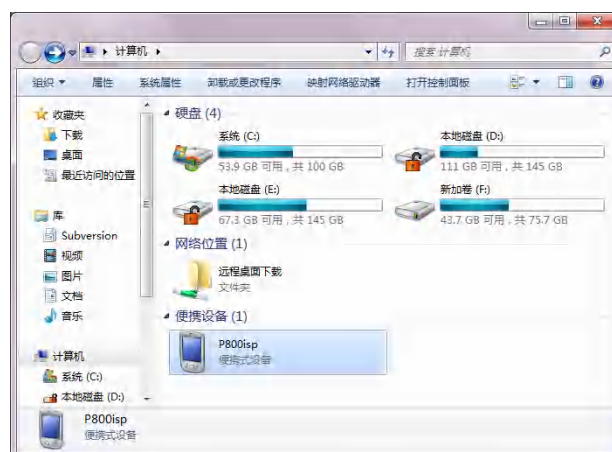 计算机
搜索 计算机
组织 属性 系统属性 卸载或更改程序 映射网络驱动器 打开控制面板
收藏夹
下载
桌面
最近访问的位置
库
Subversion
视频
图片
文档
音乐
计算机
系统 (C:)
本地磁盘 (D:)
硬盘 (4)
系统 (C:)
53.9 GB 可用 , 共 100 GB
本地磁盘 (D:)
111 GB 可用 , 共 145 GB
本地磁盘 (E:)
67.3 GB 可用 , 共 145 GB
新加卷 (F:)
43.7 GB 可用 , 共 75.7 GB
网络位置 (1)
远程桌面下载
文件夹
便携设备 (1)
P800isp
便携式设备
P800isp
便携式设备